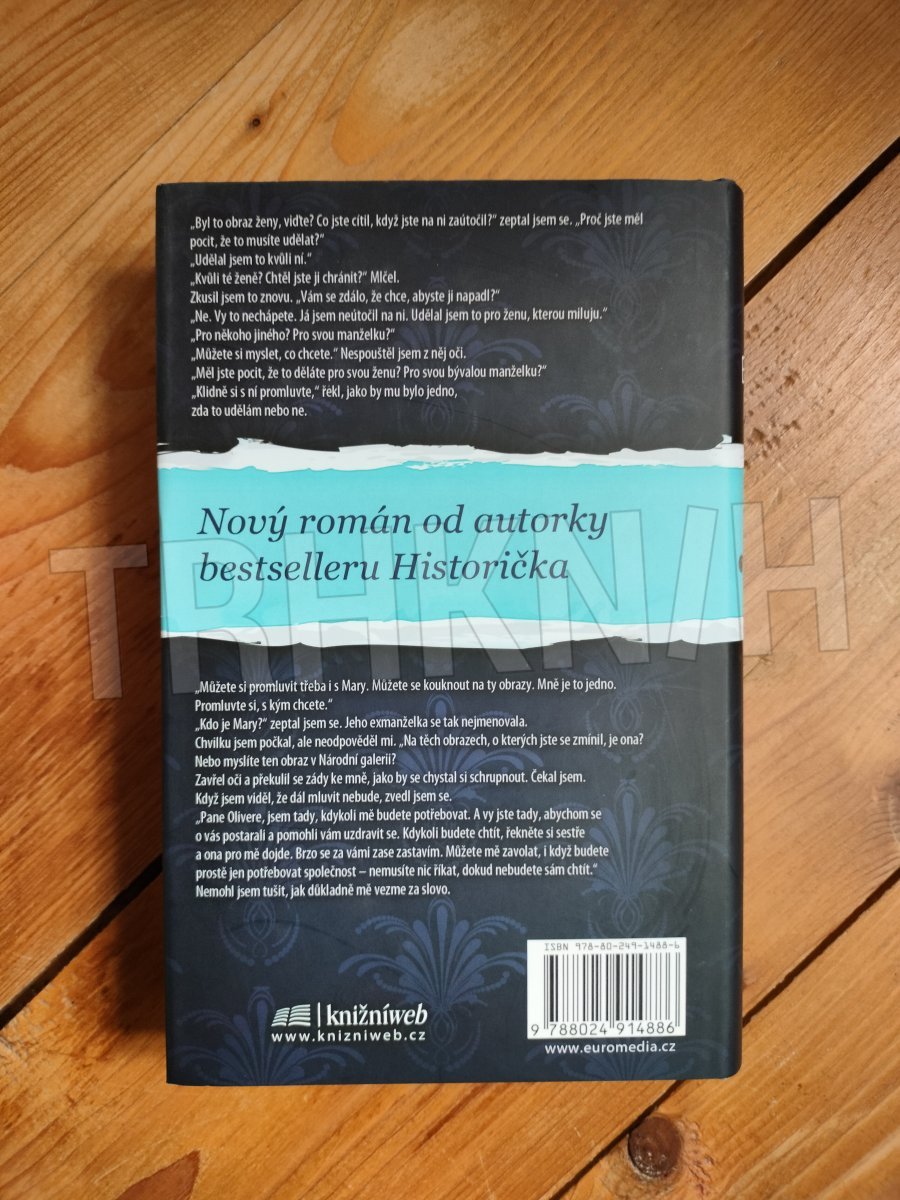 „Byl to obraz ženy, viďte? Co jste cítil, když jste na ni zaútočil?“ zeptal jsem se. „Proč jste měl
pocit, že to musíte udělat?“
„Udělal jsem to kvůli ní.“
„Kvůli té ženě? Chtěl jste ji chránit?“ Mlčel.
Zkusil jsem to znovu. „Vám se zdálo, že chce, abyste ji napadl?“
„Ne. Vy to nechápete. Já jsem neútočil na ni. Udělal jsem to pro ženu, kterou miluju.“
„Pro někoho jiného? Pro svou manželku?“
„Můžete si myslet, co chcete.“ Nespouštěl jsem z něj oči.
„Měl jste pocit, že to děláte pro svou ženu? Pro svou bývalou manželku?“
„Klidně si s ní promluvte,“ řekl, jako by mu bylo jedno,
zda to udělám nebo ne.
Nový román od autorky
bestselleru Historička
TRHKNIH
„Můžete si promluvit třeba i s Mary. Můžete se kouknout na ty obrazy. Mně je to jedno.
Promluvte si, s kým chcete.“
„Kdo je Mary?“ zeptal jsem se. Jeho exmanželka se tak nejmenovala.
Chvilku jsem počkal, ale neodpověděl mi. „Na těch obrazech, o kterých jste se zmínil, je ona?
Nebo myslíte ten obraz v Národní galerii?
Zavřel oči a překulil se zády ke mně, jako by se chystal si schrupnout. Čekal jsem.
Když jsem viděl, že dál mluvit nebude, zvedl jsem se.
„Pane Olivere, jsem tady, kdykoli mě budete potřebovat. A vy jste tady, abychom se
o vás postarali a pomohli vám uzdravit se. Kdykoli budete chtít, řekněte si sestře
a ona pro mě dojde. Brzo se za vámi zase zastavím. Můžete mě zavolat, i když budete
prostě jen potřebovat společnost – nemusíte nic říkat, dokud nebudete sám chtít.“
Nemohl jsem tušit, jak důkladně mě vezme za slovo.
ISBN 978-80-249-1488-6
9 788024 914886
www.euromedia.cz
knižníweb
www.knizniweb.cz